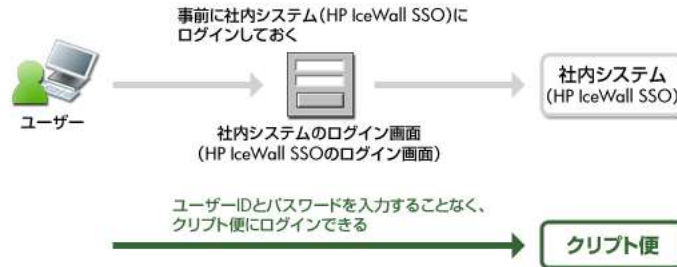 事前に社内システム(HP IceWall SSO)に
ログインしておく
ユーザー
社内システムのログイン画面
(HP IceWall SSOのログイン画面)
社内システム
(HP IceWall SSO)
ユーザーIDとパスワードを入力することなく、
クリプト便にログインできる
クリプト便